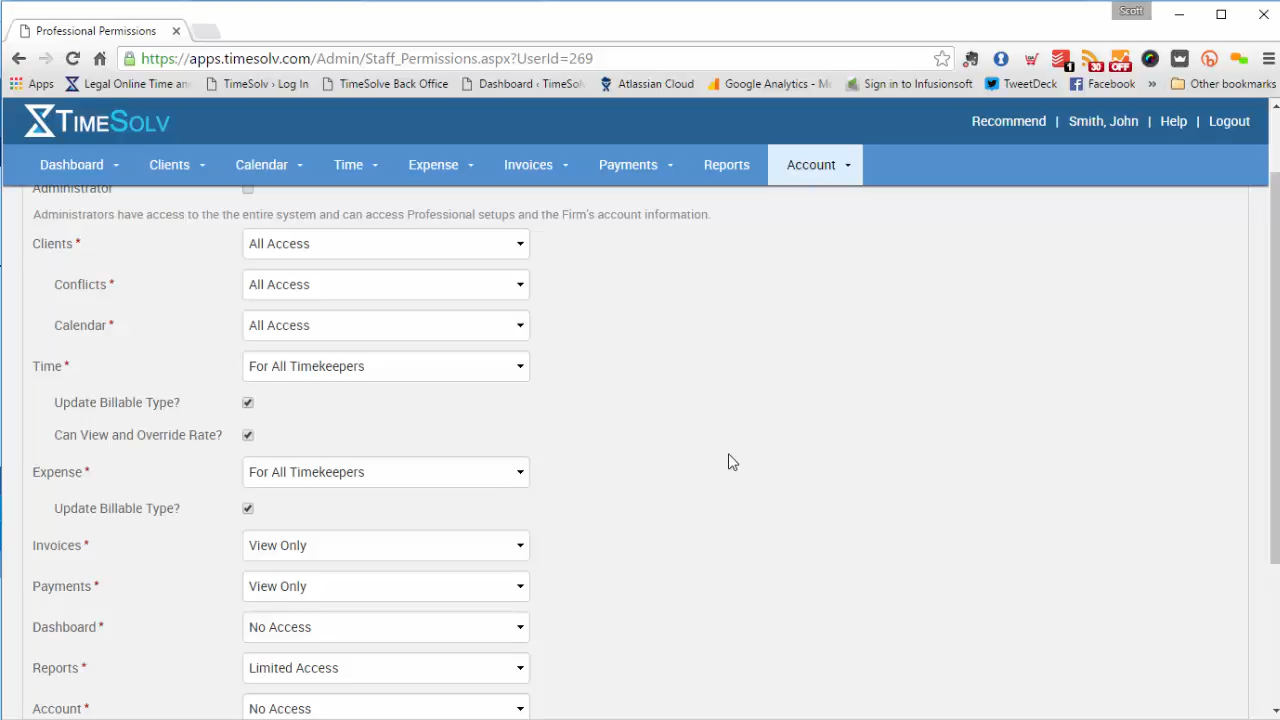 Scott
Professional Permissions
https://apps.timesolv.com/Admin/Staff_Permissions.aspx?UserId=269
1 30 OFF
Apps Legal Online Time an TimeSolv › Log In TimeSolv Back Office Dashboard ‹ TimeSol Atlassian Cloud Google Analytics - Mo Sign in to Infusionsoft TweetDeck Facebook » Other bookmarks
TIMESOLV
Recommend | Smith, John | Help | Logout
Dashboard Clients Calendar Time Expense Invoices Payments Reports Account
Administrator
Administrators have access to the the entire system and can access Professional setups and the Firm's account information.
Clients * All Access
Conflicts * All Access
Calendar * All Access
Time * For All Timekeepers
Update Billable Type?
Can View and Override Rate?
Expense * For All Timekeepers
Update Billable Type?
Invoices * View Only
Payments * View Only
Dashboard * No Access
Reports * Limited Access
Account * No Access